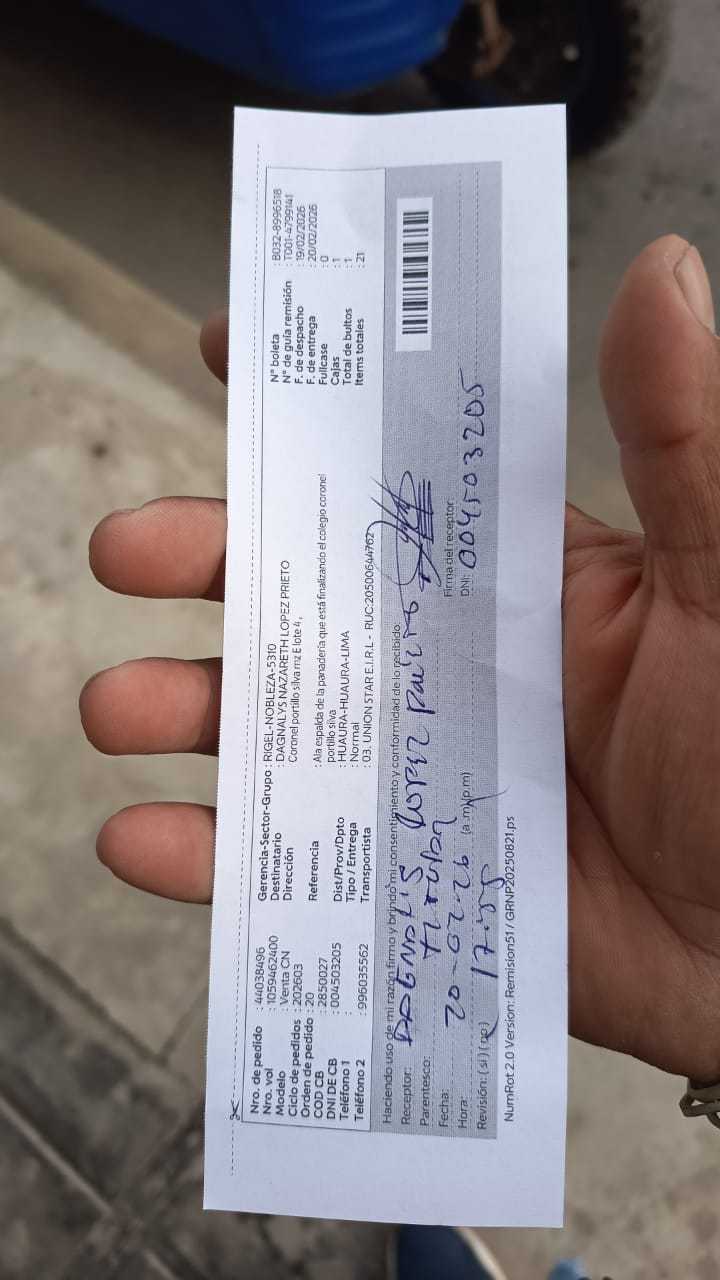 Nro. de pedido : 44038496
Nro. vol : 1059462400
Modelo : Venta CN
Ciclo de pedidos : 202603
Orden de pedido : 20
COD CB : 2850027
DNI DE CB : 004503205
Teléfono 1 :
Teléfono 2 : 996035562
Gerencia-Sector-Grupo : RIGEL-NOBLEZA-5310
Destinatario : DAGNALYS NAZARETH LOPEZ PRIETO
Dirección Coronel portillo silva mz E lote 4 ,
Referencia : Ala espalda de la panadería que está finalizando el colegio coronel
portillo silva
Dist/Prov/Dpto : HUAURA-HUAURA-LIMA
Tipo / Entrega : Normal
Transportista : 03. UNION STAR E.I.R.L - RUC:20500644762
N° boleta : B032-8996518
N° de guía remisión : T001-4799141
F. de despacho : 19/02/2026
F. de entrega : 20/02/2026
Fullcase : 0
Cajas : 1
Total de bultos : 1
Items totales : 21
Haciendo uso de mi razón firmo y brindo mi consentimiento y conformidad de lo recibido.
Receptor: LOPEZ
Parentesco: Titular
Fecha: 20-02-26
Hora: 17:55 (a.m)(p.m)
Revisión: (si) (no)
Firma del receptor
DNI: 004503205
NumRot 2.0 Version: Remision51 / GRNP20250821.ps